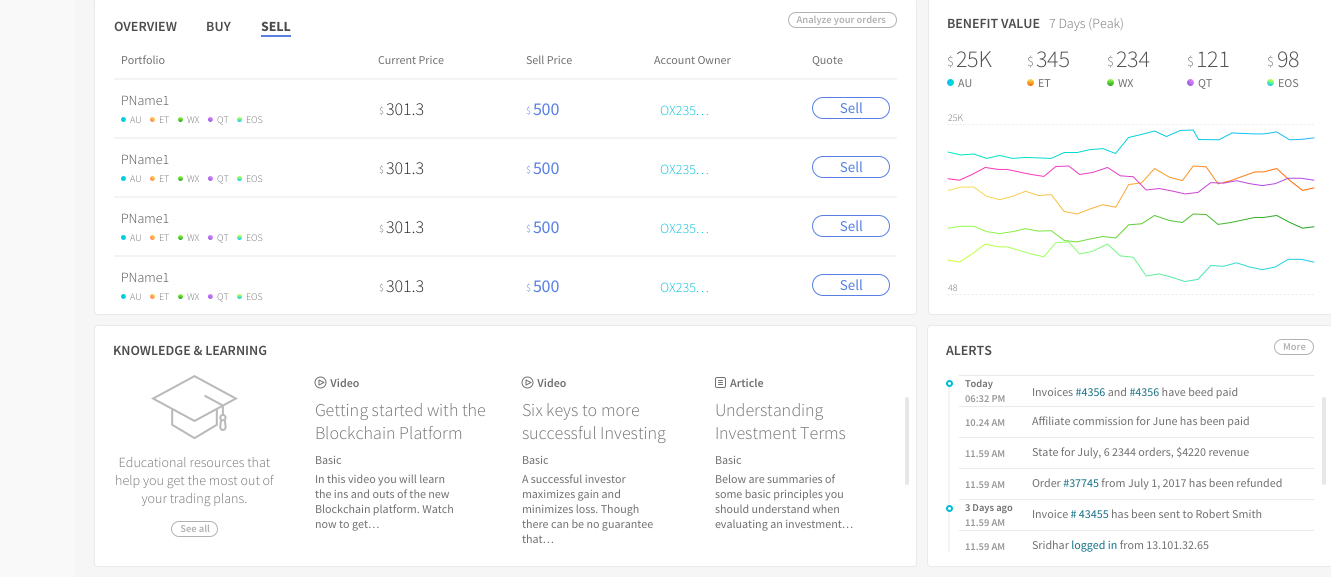 OVERVIEW BUY SELL Analyze your orders
Portfolio Current Price Sell Price Account Owner Quote
PName1
$301.3 $500 OX235... Sell
AU ET WX QT EOS
PName1
$301.3 $500 OX235... Sell
AU ET WX QT EOS
PName1
$301.3 $500 OX235... Sell
AU ET WX QT EOS
PName1
$301.3 $500 OX235... Sell
AU ET WX QT EOS
BENEFIT VALUE 7 Days (Peak)
$25K $345 $234 $121 $98
AU ET WX QT EOS
25K
48
KNOWLEDGE & LEARNING
Educational resources that
help you get the most out of
your trading plans.
See all
Video
Getting started with the
Blockchain Platform
Basic
In this video you will learn
the ins and outs of the new
Blockchain platform. Watch
now to get...
Video
Six keys to more
successful Investing
Basic
A successful investor
maximizes gain and
minimizes loss. Though
there can be no guarantee
that...
Article
Understanding
Investment Terms
Basic
Below are summaries of
some basic principles you
should understand when
evaluating an investment...
ALERTS More
Today
06:32 PM Invoices #4356 and #4356 have beed paid
10.24 AM Affiliate commission for June has been paid
11.59 AM State for July, 6 2344 orders, $4220 revenue
11.59 AM Order #37745 from July 1, 2017 has been refunded
3 Days ago
11.59 AM Invoice # 43455 has been sent to Robert Smith
11.59 AM Sridhar logged in from 13.101.32.65